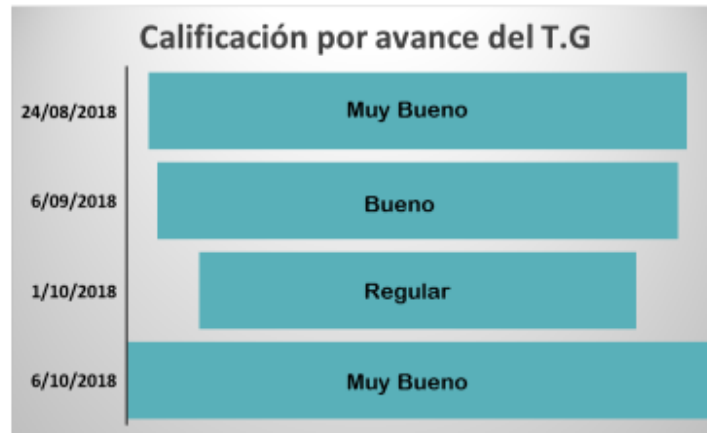 Calificación por avance del T.G
24/08/2018 Muy Bueno
6/09/2018 Bueno
1/10/2018 Regular
6/10/2018 Muy Bueno